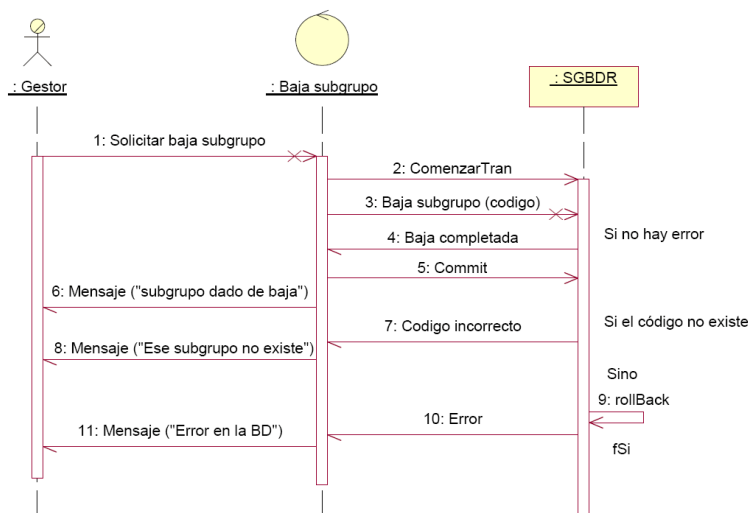 : Gestor
: Baja subgrupo
: SGBDR
1: Solicitar baja subgrupo
2: ComenzarTran
3: Baja subgrupo (codigo)
4: Baja completada
Si no hay error
5: Commit
6: Mensaje ("subgrupo dado de baja")
7: Codigo incorrecto
Si el código no existe
8: Mensaje ("Ese subgrupo no existe")
Sino
9: rollBack
10: Error
11: Mensaje ("Error en la BD")
fSi